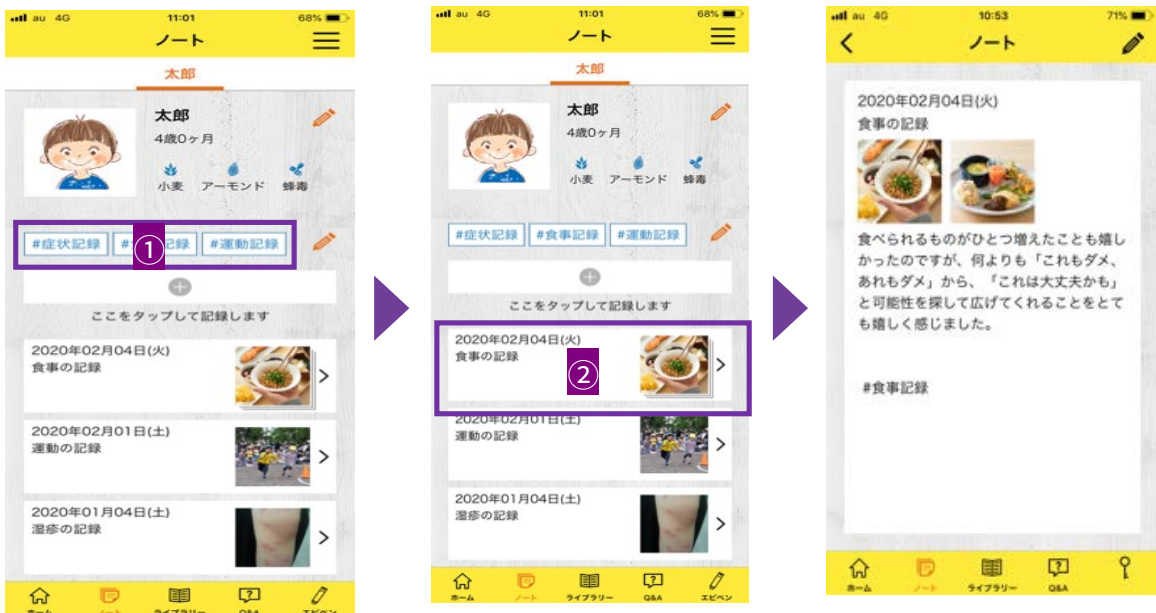 au 4G 11:01 68%
ノート
太郎
太郎
4歳0ヶ月
小麦 アーモンド 蜂毒
#症状記録 記録 #運動記録
①
ここをタップして記録します
2020年02月04日(火)
食事の記録
2020年02月01日(土)
運動の記録
2020年01月04日(土)
湿疹の記録
ホーム ノート ライブラリー Q&A エピペン
au 4G 11:01 68%
ノート
太郎
太郎
4歳0ヶ月
小麦 アーモンド 蜂毒
#症状記録 #食事記録 #運動記録
ここをタップして記録します
2020年02月04日(火)
食事の記録
②
2020年02月01日(土)
運動の記録
2020年01月04日(土)
湿疹の記録
ホーム ノート ライブラリー Q&A エピペン
au 4G 10:53 71%
ノート
2020年02月04日(火)
食事の記録
食べられるものがひとつ増えたことも嬉し
かったのですが、何よりも「これもダメ、
あれもダメ」から、「これは大丈夫かも」
と可能性を探して広げてくれることをとて
も嬉しく感じました。
#食事記録
ホーム ノート ライブラリー Q&A